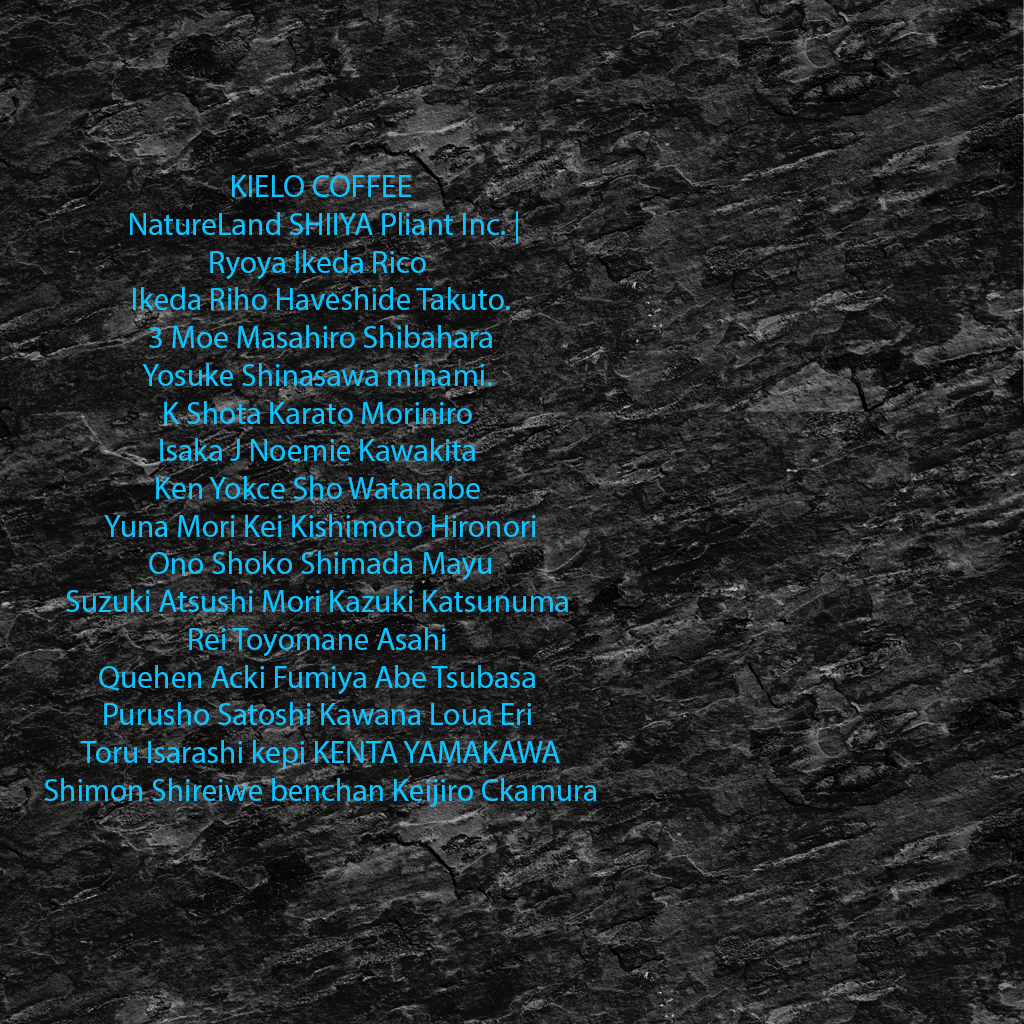 KIELO COFFEE
NatureLand SHIIYA Pliant Inc. |
Ryoya Ikeda Rico
Ikeda Riho Haveshide Takuto.
3 Moe Masahiro Shibahara
Yosuke Shinasawa minami.
K Shota Karato Moriniro
Isaka J Noemie Kawakita
Ken Yokce Sho Watanabe
Yuna Mori Kei Kishimoto Hironori
Ono Shoko Shimada Mayu
Suzuki Atsushi Mori Kazuki Katsunuma
Rei Toyomane Asahi
Quehen Acki Fumiya Abe Tsubasa
Purusho Satoshi Kawana Loua Eri
Toru Isarashi kepi KENTA YAMAKAWA
Shimon Shireiwe benchan Keijiro Ckamura